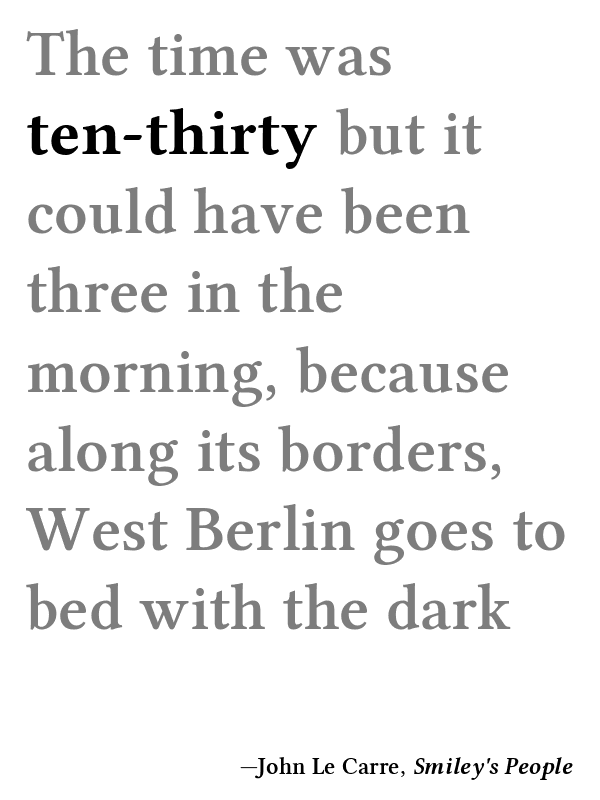 The time was
ten-thirty but it
could have been
three in the
morning, because
along its borders,
West Berlin goes to
bed with the dark
—John Le Carre, Smiley's People